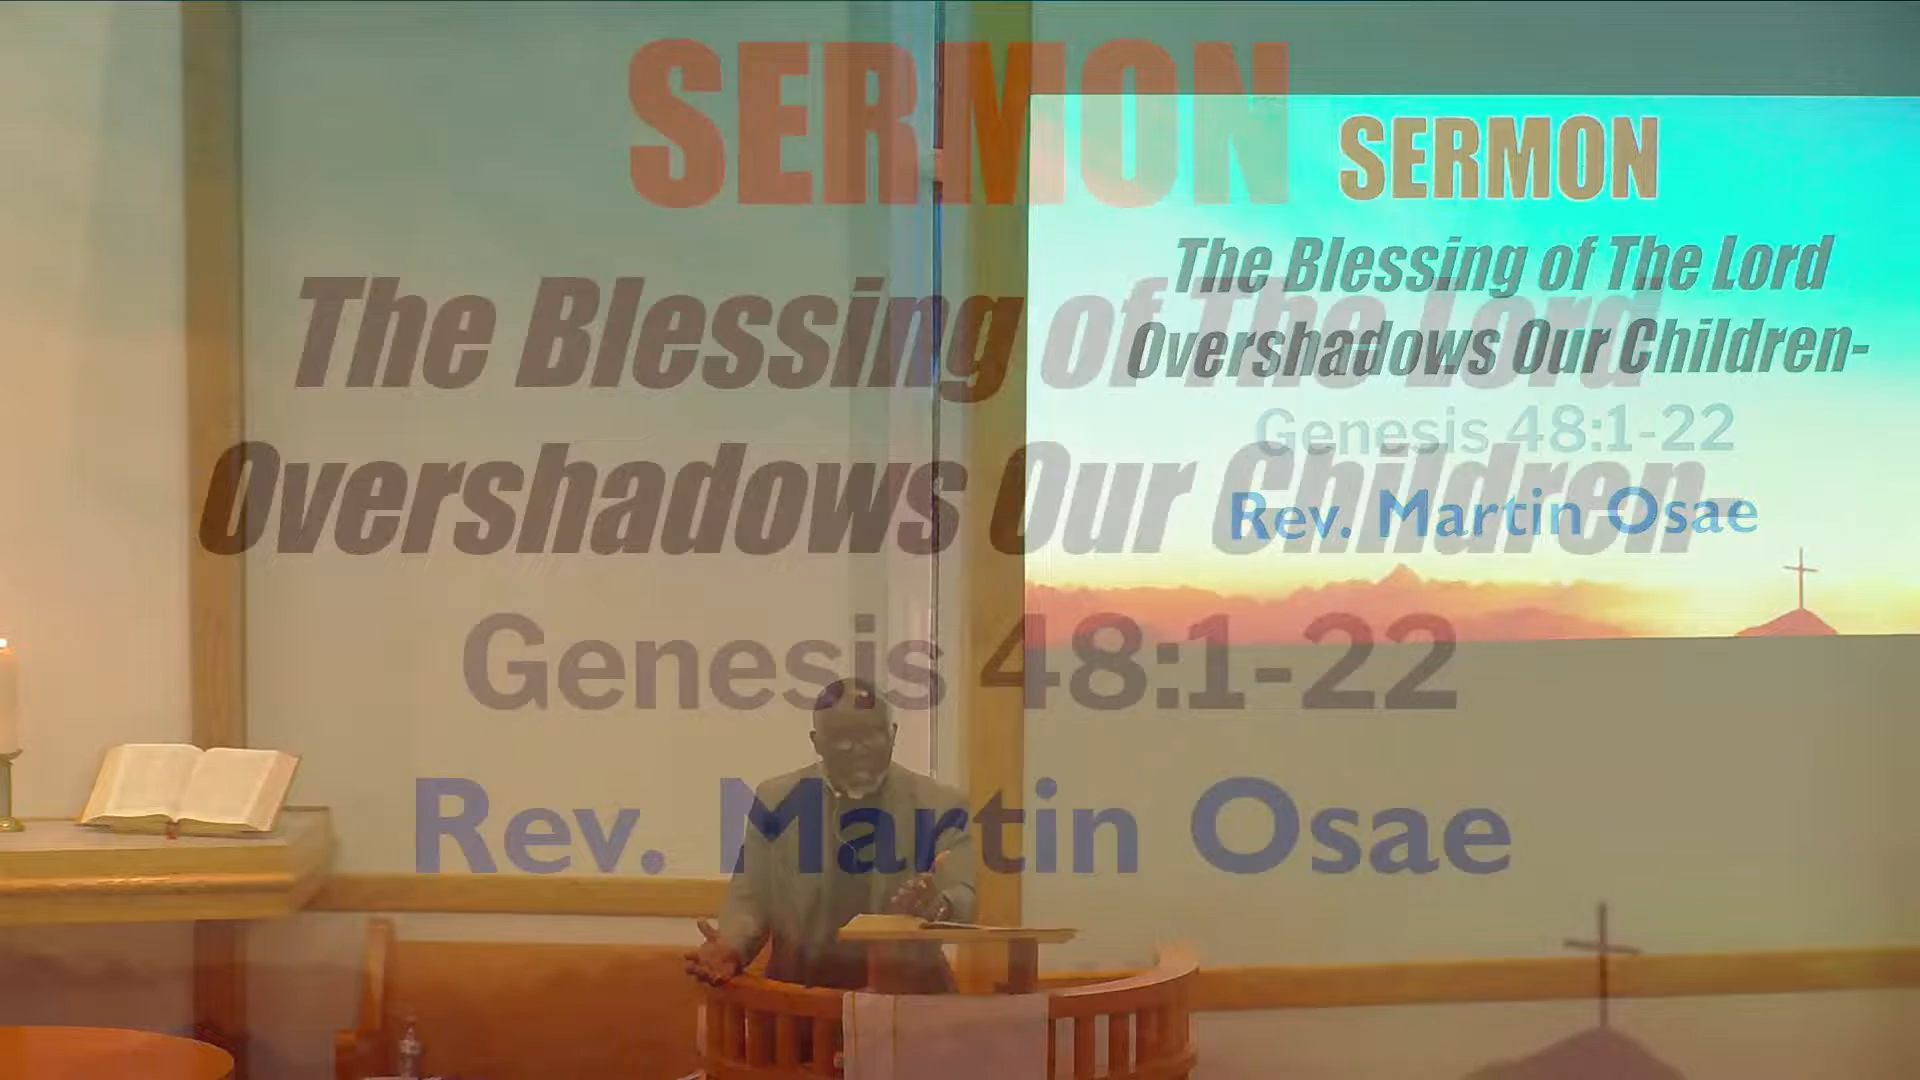 SERMON
The Blessing of The Lord
Overshadows Our Children-
Genesis 48:1-22
Rev. Martin Osae
SERMON
The Blessing of The Lord
Overshadows Our Children-
Genesis 48:1-22
Rev. Martin Osae